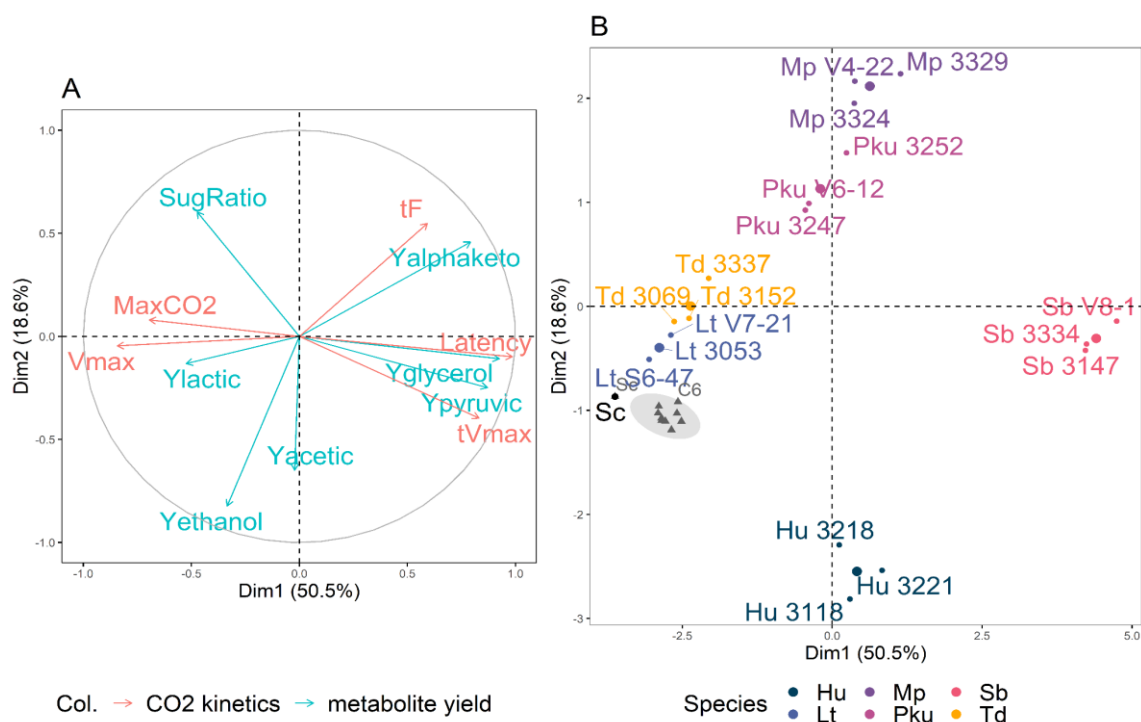 A
1.0
0.5
0.0
-0.5
-1.0
Dim2 (18.6%)
SugRatio
tF
Yalphaketo
MaxCO2
Vmax
Latency
Ylactic
Yglycerol
Ypyruvic
tVmax
Yacetic
Yethanol
-1.0
-0.5
0.0
0.5
1.0
Dim1 (50.5%)
B
2
1
0
-1
-2
-3
Dim2 (18.6%)
Mp V4-22
Mp 3329
Mp 3324
Pku 3252
Pku V6-12
Pku 3247
Td 3337
Td 3069
Td 3152
Lt V7-21
Lt 3053
Lt S6-47
Sc
C6
Sc
Sb V8-1
Sb 3334
Sb 3147
Hu 3218
Hu 3221
Hu 3118
-2.5
0.0
2.5
5.0
Dim1 (50.5%)
Col. CO2 kinetics metabolite yield
Species Hu Mp Sb
Lt Pku Td